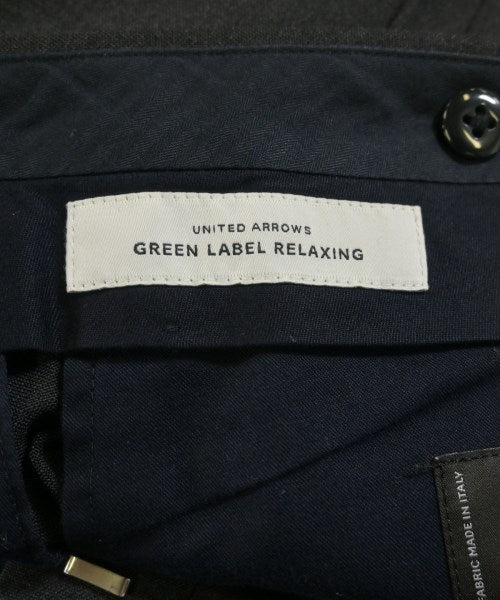 UNITED ARROWS
GREEN LABEL RELAXING
FABRIC MADE IN ITALY